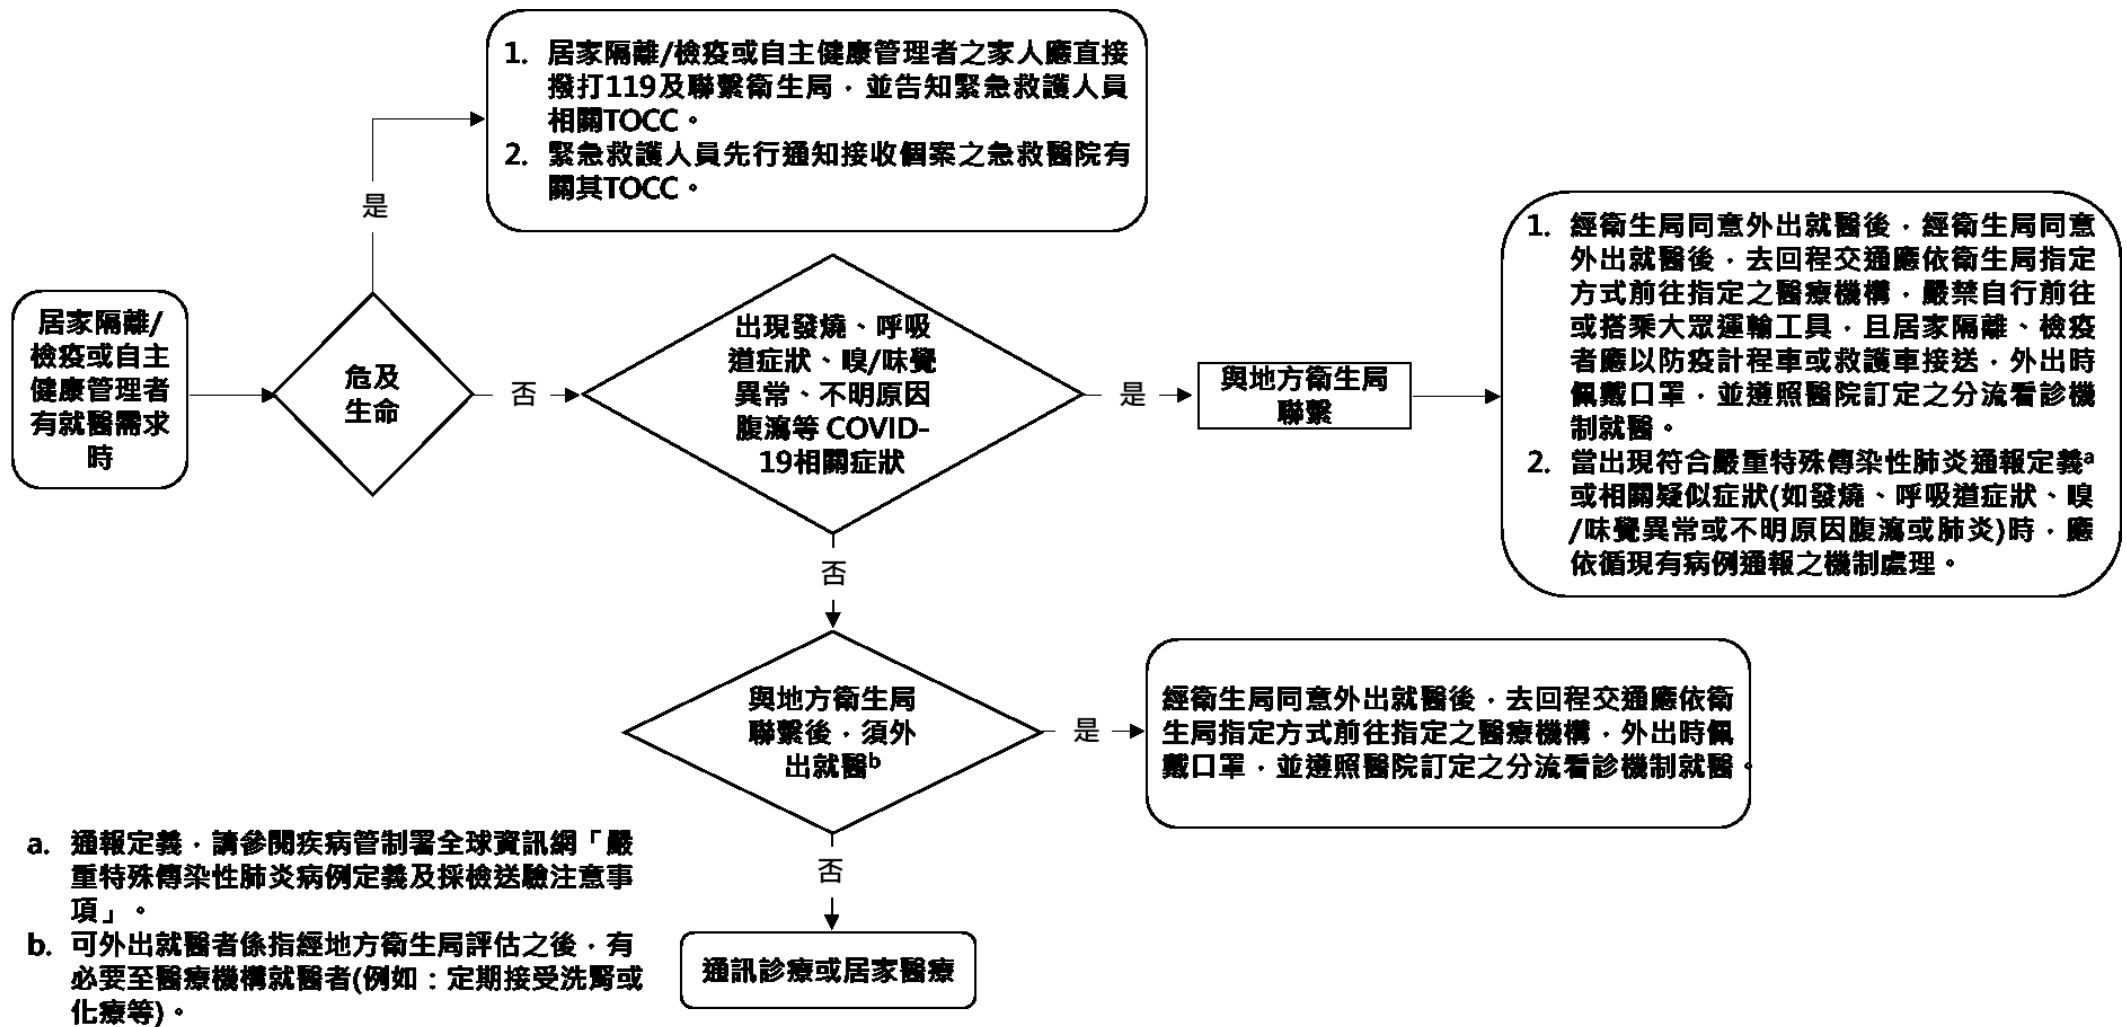 1. 居家隔離/檢疫或自主健康管理者之家人應直接
撥打119及聯繫衛生局，並告知緊急救護人員
相關TOCC。
2. 緊急救護人員先行通知接收個案之急救醫院有
關其TOCC。
是
居家隔離/
檢疫或自主
健康管理者
有就醫需求
時
危及
生命
否
出現發燒、呼吸
道症狀、嗅/味覺
異常、不明原因
腹瀉等 COVID-
19相關症狀
是
與地方衛生局
聯繫
1. 經衛生局同意外出就醫後，經衛生局同意
外出就醫後，去回程交通應依衛生局指定
方式前往指定之醫療機構，嚴禁自行前往
或搭乘大眾運輸工具，且居家隔離、檢疫
者應以防疫計程車或救護車接送，外出時
佩戴口罩，並遵照醫院訂定之分流看診機
制就醫。
2. 當出現符合嚴重特殊傳染性肺炎通報定義a
或相關疑似症狀(如發燒、呼吸道症狀、嗅
/味覺異常或不明原因腹瀉或肺炎)時，應
依循現有病例通報之機制處理。
否
與地方衛生局
聯繫後，須外
出就醫b
是
經衛生局同意外出就醫後，去回程交通應依衛
生局指定方式前往指定之醫療機構，外出時佩
戴口罩，並遵照醫院訂定之分流看診機制就醫。
否
通訊診療或居家醫療
a. 通報定義，請參閱疾病管制署全球資訊網「嚴
重特殊傳染性肺炎病例定義及採檢送驗注意事
項」。
b. 可外出就醫者係指經地方衛生局評估之後，有
必要至醫療機構就醫者(例如：定期接受洗腎或
化療等)。